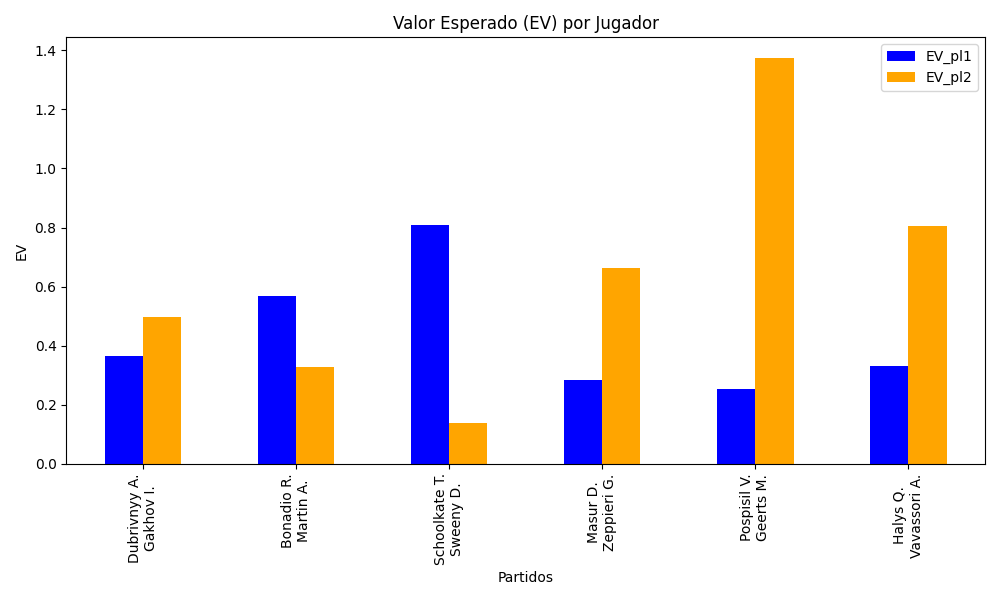 Valor Esperado (EV) por Jugador
EV_pl1
EV_pl2
EV
1.4
1.2
1.0
0.8
0.6
0.4
0.2
0.0
Dubrivnyy A.
Gakhov I.
Bonadio R.
Martin A.
Schoolkate T.
Sweeny D.
Masur D.
Zeppieri G.
Pospisil V.
Geerts M.
Halys Q.
Vavassori A.
Partidos